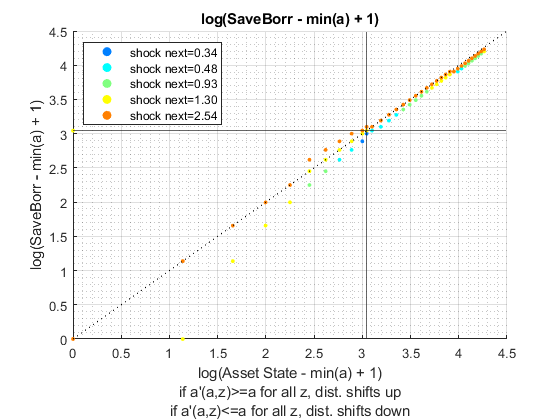 log(SaveBorr - min(a) + 1)
4.5
4
3.5
3
2.5
2
1.5
1
0.5
0
log(SaveBorr - min(a) + 1)
shock next=0.34
shock next=0.48
shock next=0.93
shock next=1.30
shock next=2.54
0 0.5 1 1.5 2 2.5 3 3.5 4 4.5
log(Asset State - min(a) + 1)
if a'(a,z)>=a for all z, dist. shifts up
if a'(a,z)<=a for all z, dist. shifts down